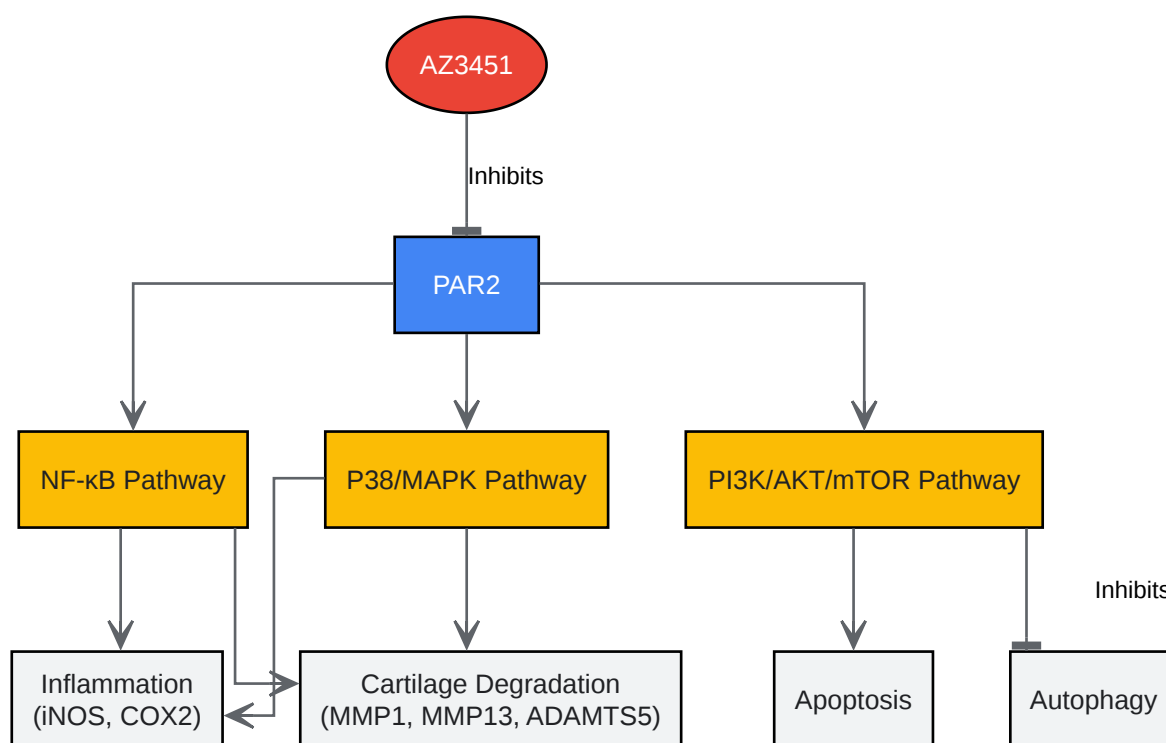 AZ3451
Inhibits
PAR2
NF-κB Pathway
P38/MAPK Pathway
PI3K/AKT/mTOR Pathway
Inhibits
Inflammation
(iNOS, COX2)
Cartilage Degradation
(MMP1, MMP13, ADAMTS5)
Apoptosis
Autophagy